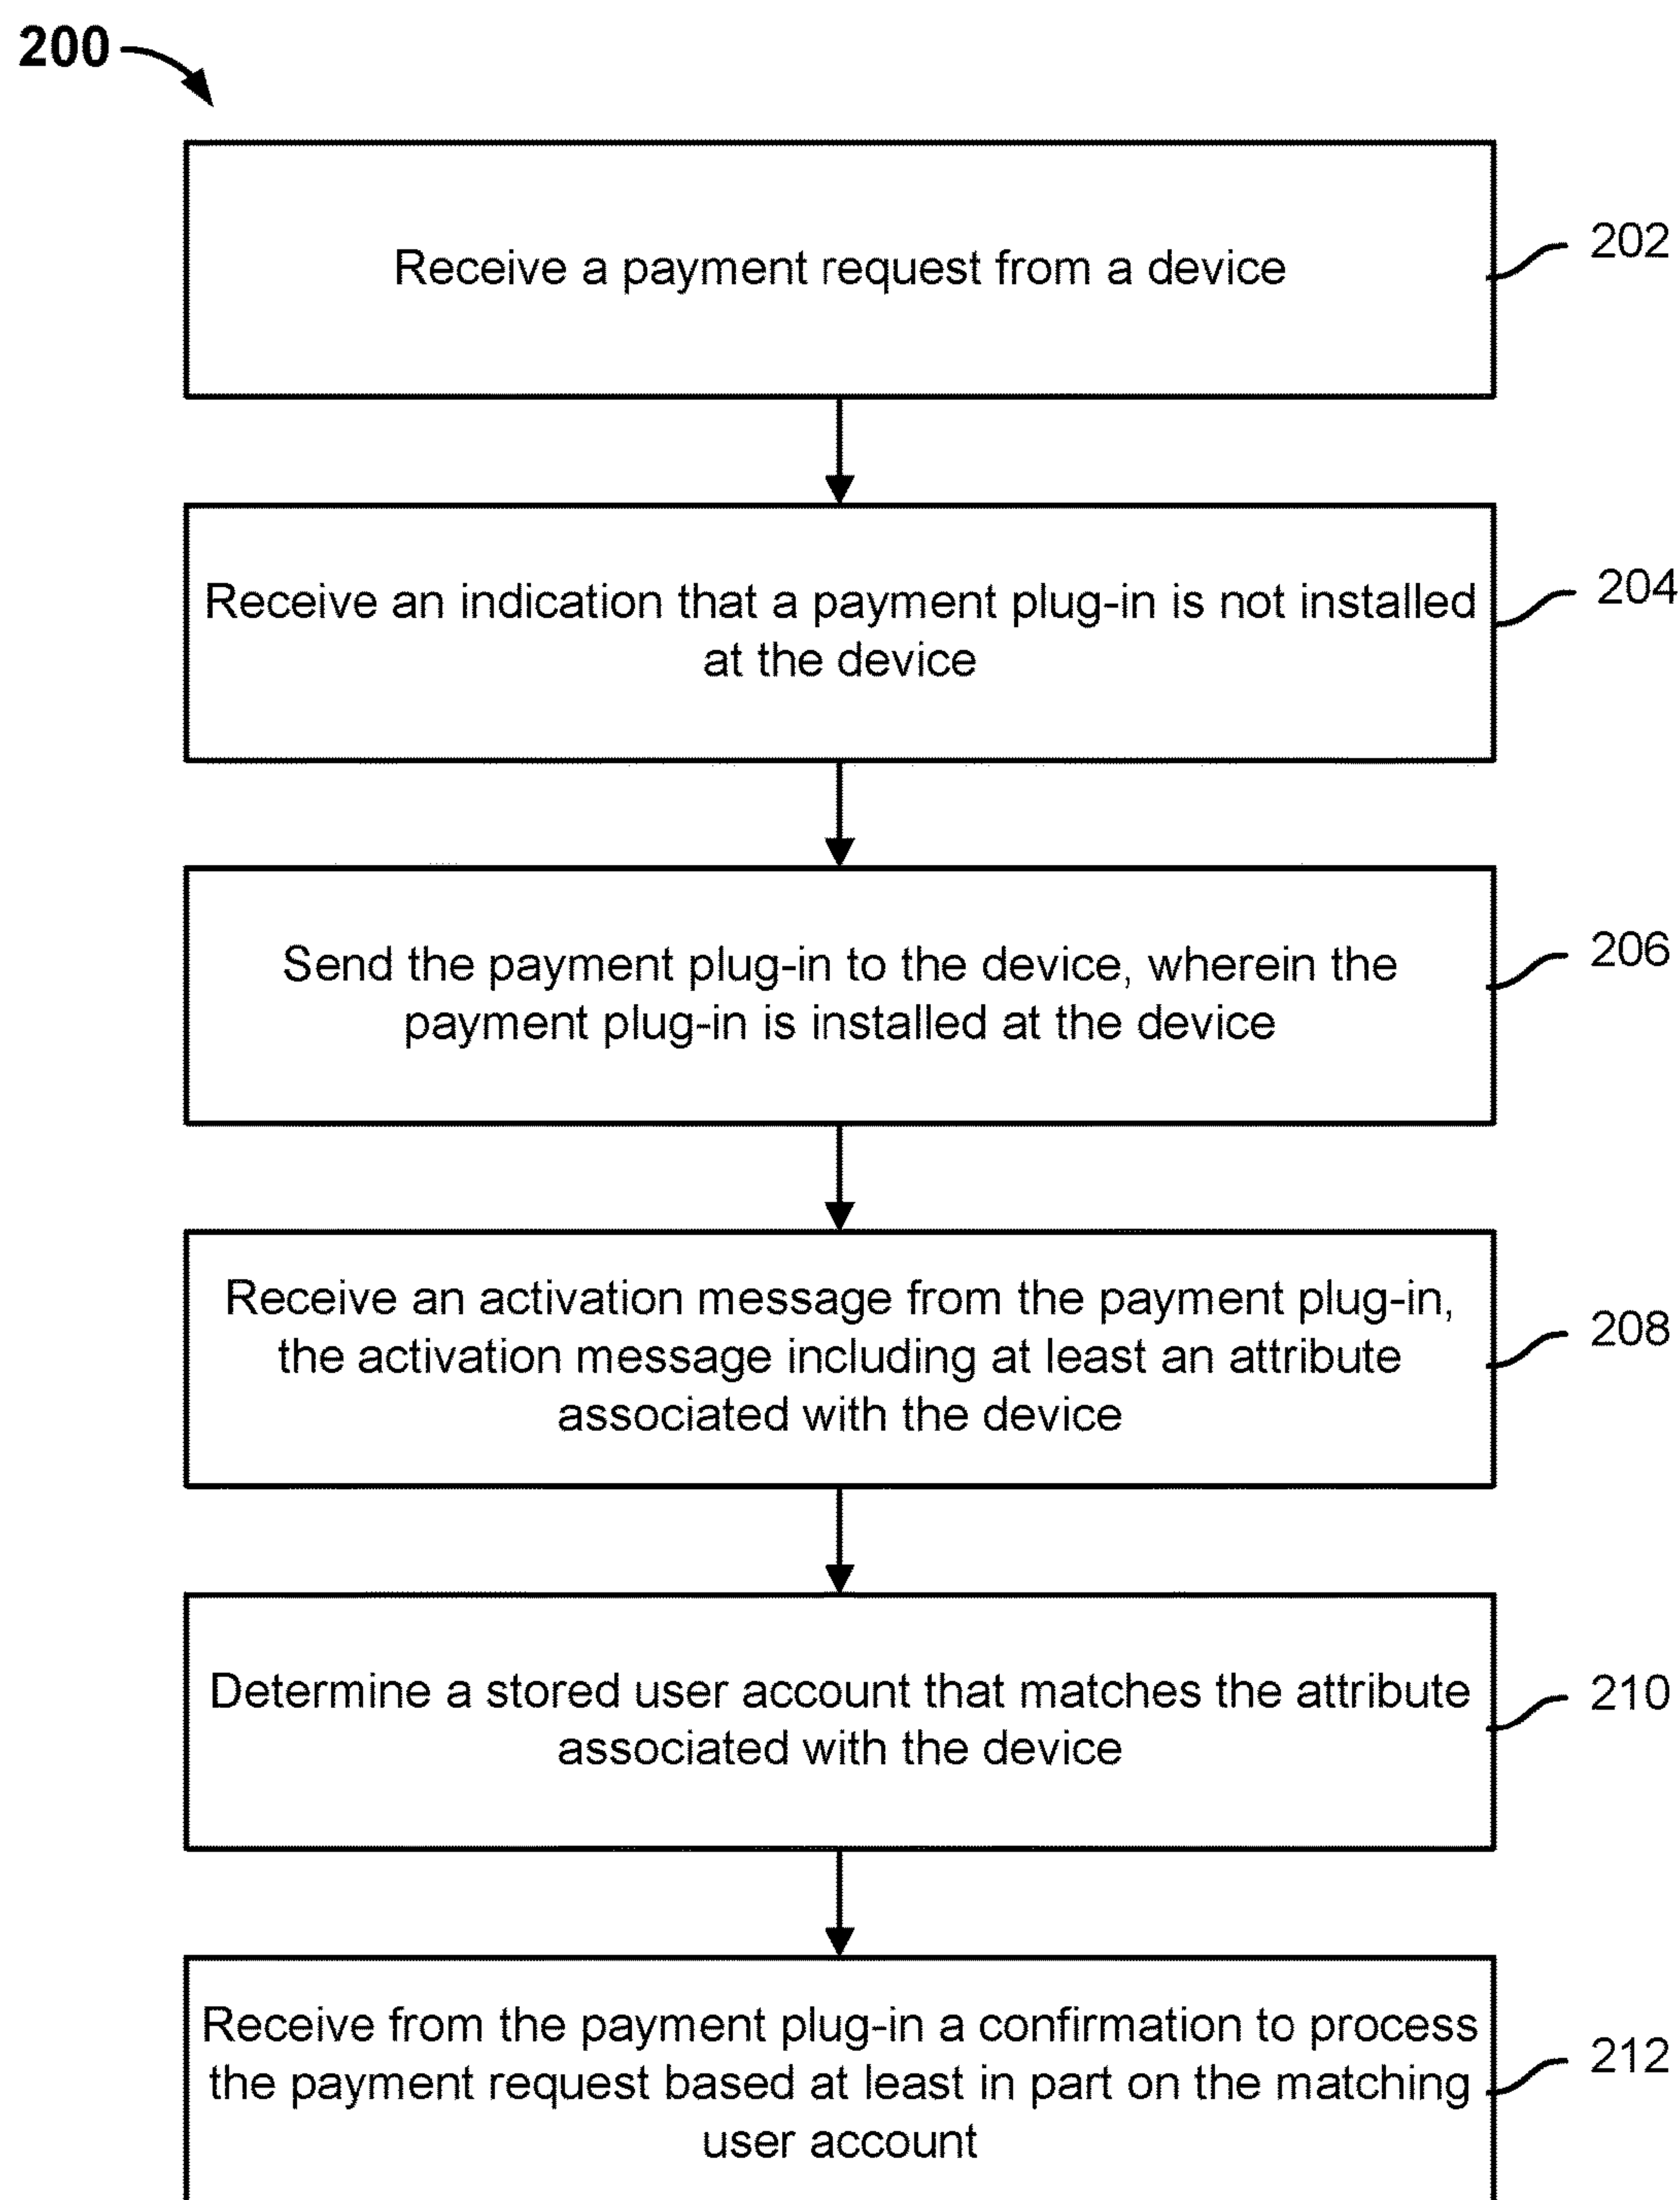 200
Receive a payment request from a device
202
Receive an indication that a payment plug-in is not installed
at the device
204
Send the payment plug-in to the device, wherein the
payment plug-in is installed at the device
206
Receive an activation message from the payment plug-in,
the activation message including at least an attribute
associated with the device
208
Determine a stored user account that matches the attribute
associated with the device
210
Receive from the payment plug-in a confirmation to process
the payment request based at least in part on the matching
user account
212